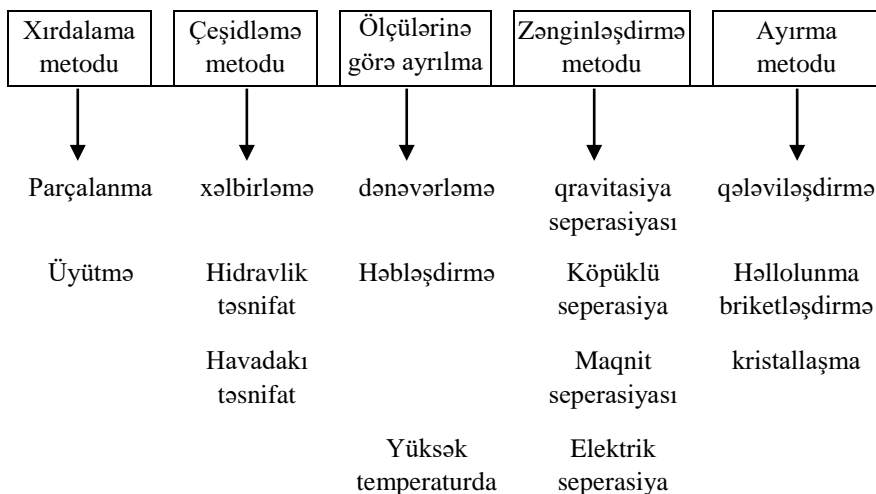 Xırdalama
metodu
Çeşidləmə
metodu
Ölçülərinə
görə ayrılma
Zənginləşdirmə
metodu
Ayırma
metodu
Parçalanma
xəlbirləmə
dənəvərləmə
qravitasiya
seperasiyası
qələviləşdirmə
Üyütmə
Hidravlik
təsnifat
Həbləşdirmə
Köpüklü
seperasiya
Həllolunma
briketləşdirmə
Havadakı
təsnifat
Maqnit
seperasiyası
kristallaşma
Yüksək
temperaturda
Elektrik
seperasiya